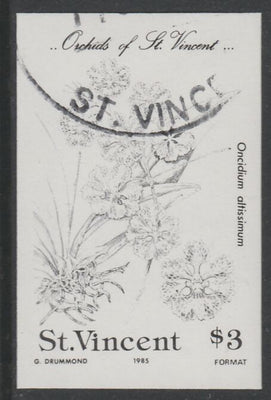 .. Orchids of St. Vincent ...
ST. VINC
Oncidium altissimum
St.Vincent $3
G. DRUMMOND 1985 FORMAT